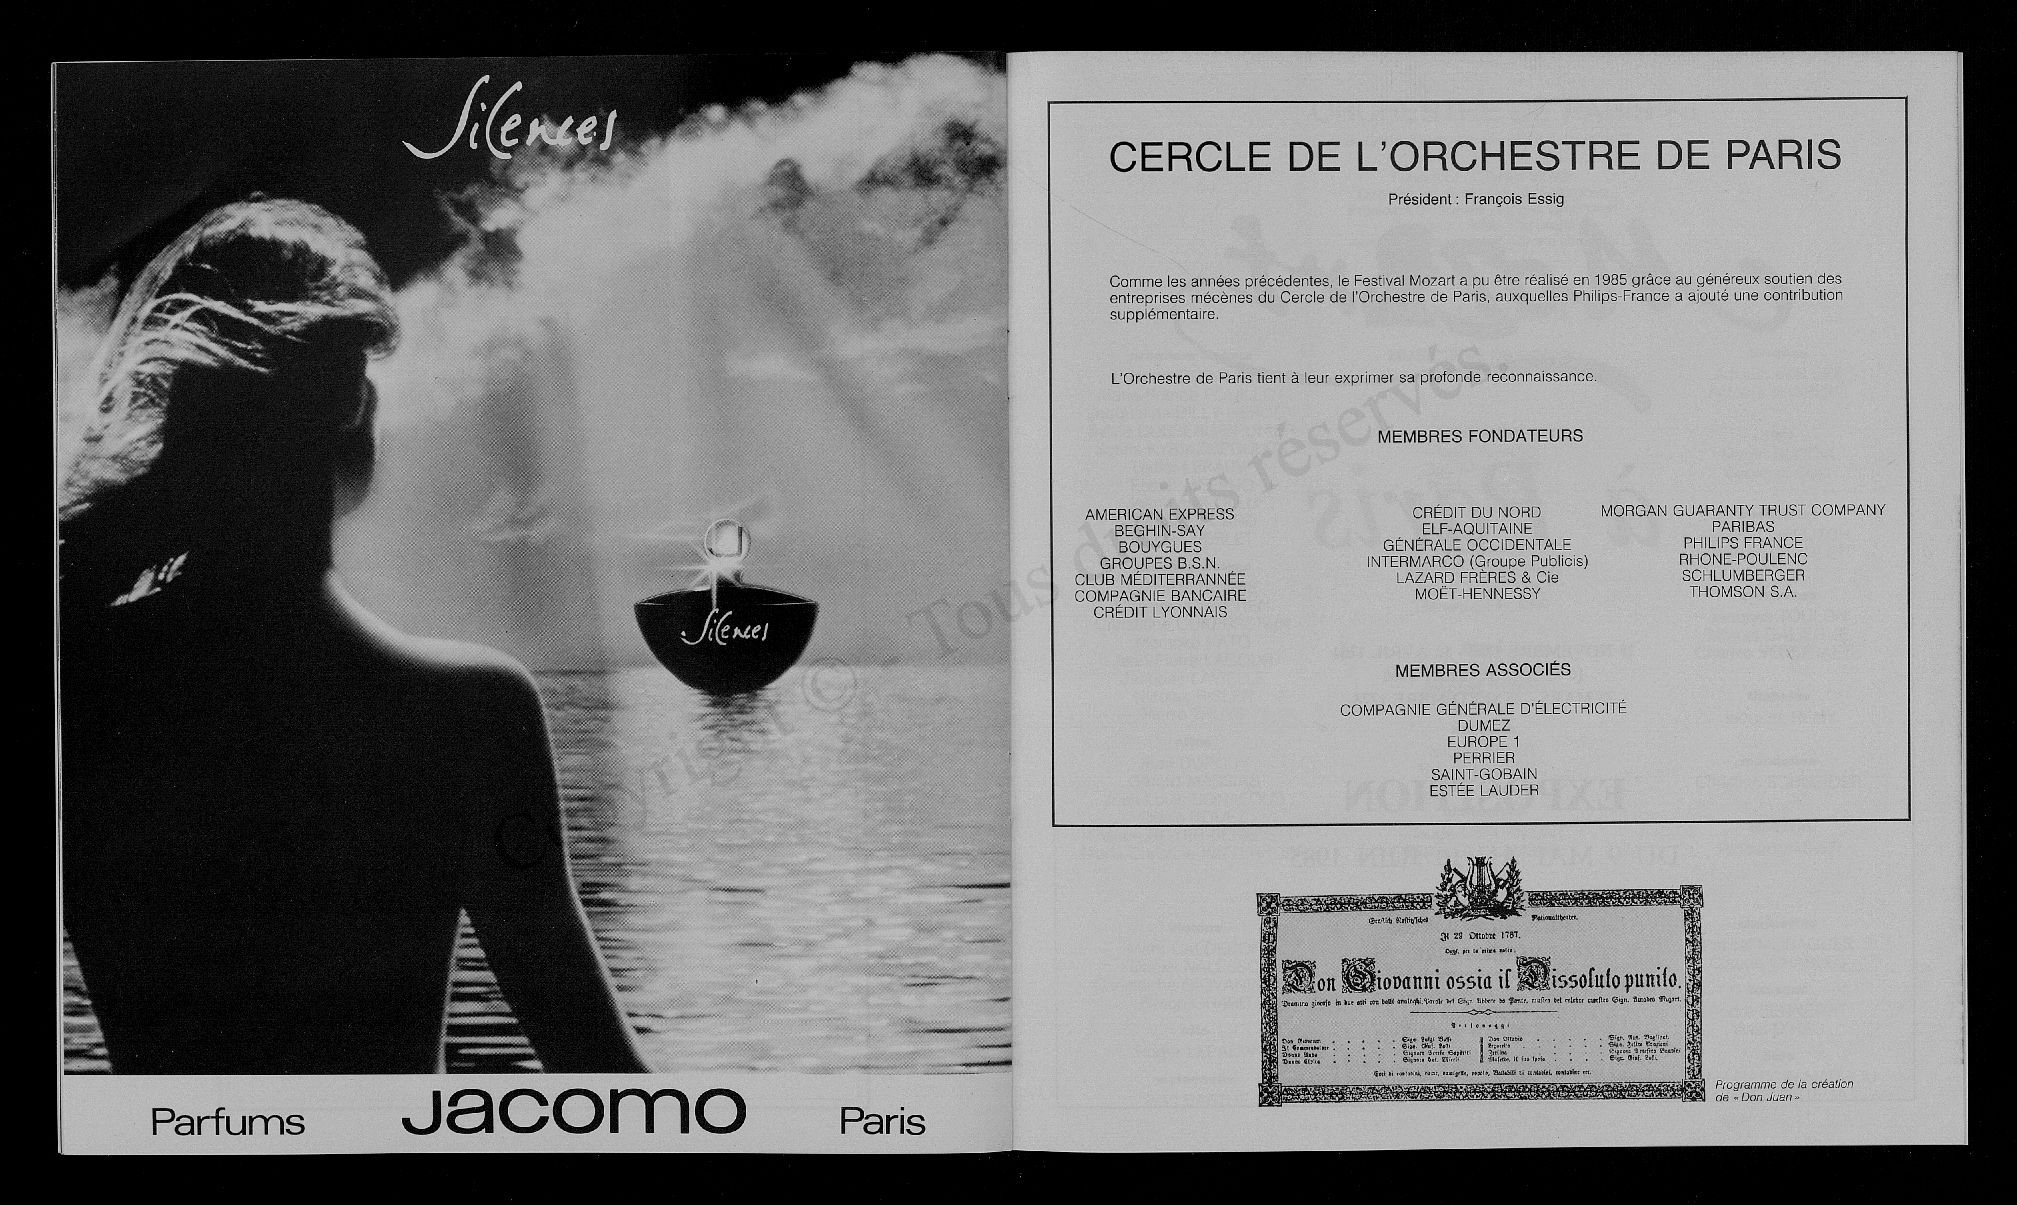 Silences
Silences
Parfums JACOMO Paris
CERCLE DE L'ORCHESTRE DE PARIS
Président : François Essig
Comme les années précédentes, le Festival Mozart a pu être réalisé en 1985 grâce au généreux soutien des
entreprises mécènes du Cercle de l'Orchestre de Paris, auxquelles Philips-France a ajouté une contribution
supplémentaire.
L'Orchestre de Paris tient à leur exprimer sa profonde reconnaissance.
MEMBRES FONDATEURS
AMERICAN EXPRESS
BEGHIN-SAY
BOUYGUES
GROUPES B.S.N.
CLUB MÉDITERRANNÉE
COMPAGNIE BANCAIRE
CRÉDIT LYONNAIS
CRÉDIT DU NORD
ELF-AQUITAINE
GÉNÉRALE OCCIDENTALE
INTERMARCO (Groupe Publicis)
LAZARD FRÈRES & Cie
MOËT-HENNESSY
MORGAN GUARANTY TRUST COMPANY
PARIBAS
PHILIPS FRANCE
RHONE-POULENC
SCHLUMBERGER
THOMSON S.A.
MEMBRES ASSOCIÉS
COMPAGNIE GÉNÉRALE D'ÉLECTRICITÉ
DUMEZ
EUROPE 1
PERRIER
SAINT-GOBAIN
ESTÉE LAUDER
Il 29 Ottobre 1787.
Don Giovanni ossia il Dissoluto punito.
Programme de la création
de « Don Juan »
Copyright © - Tous droits réservés.